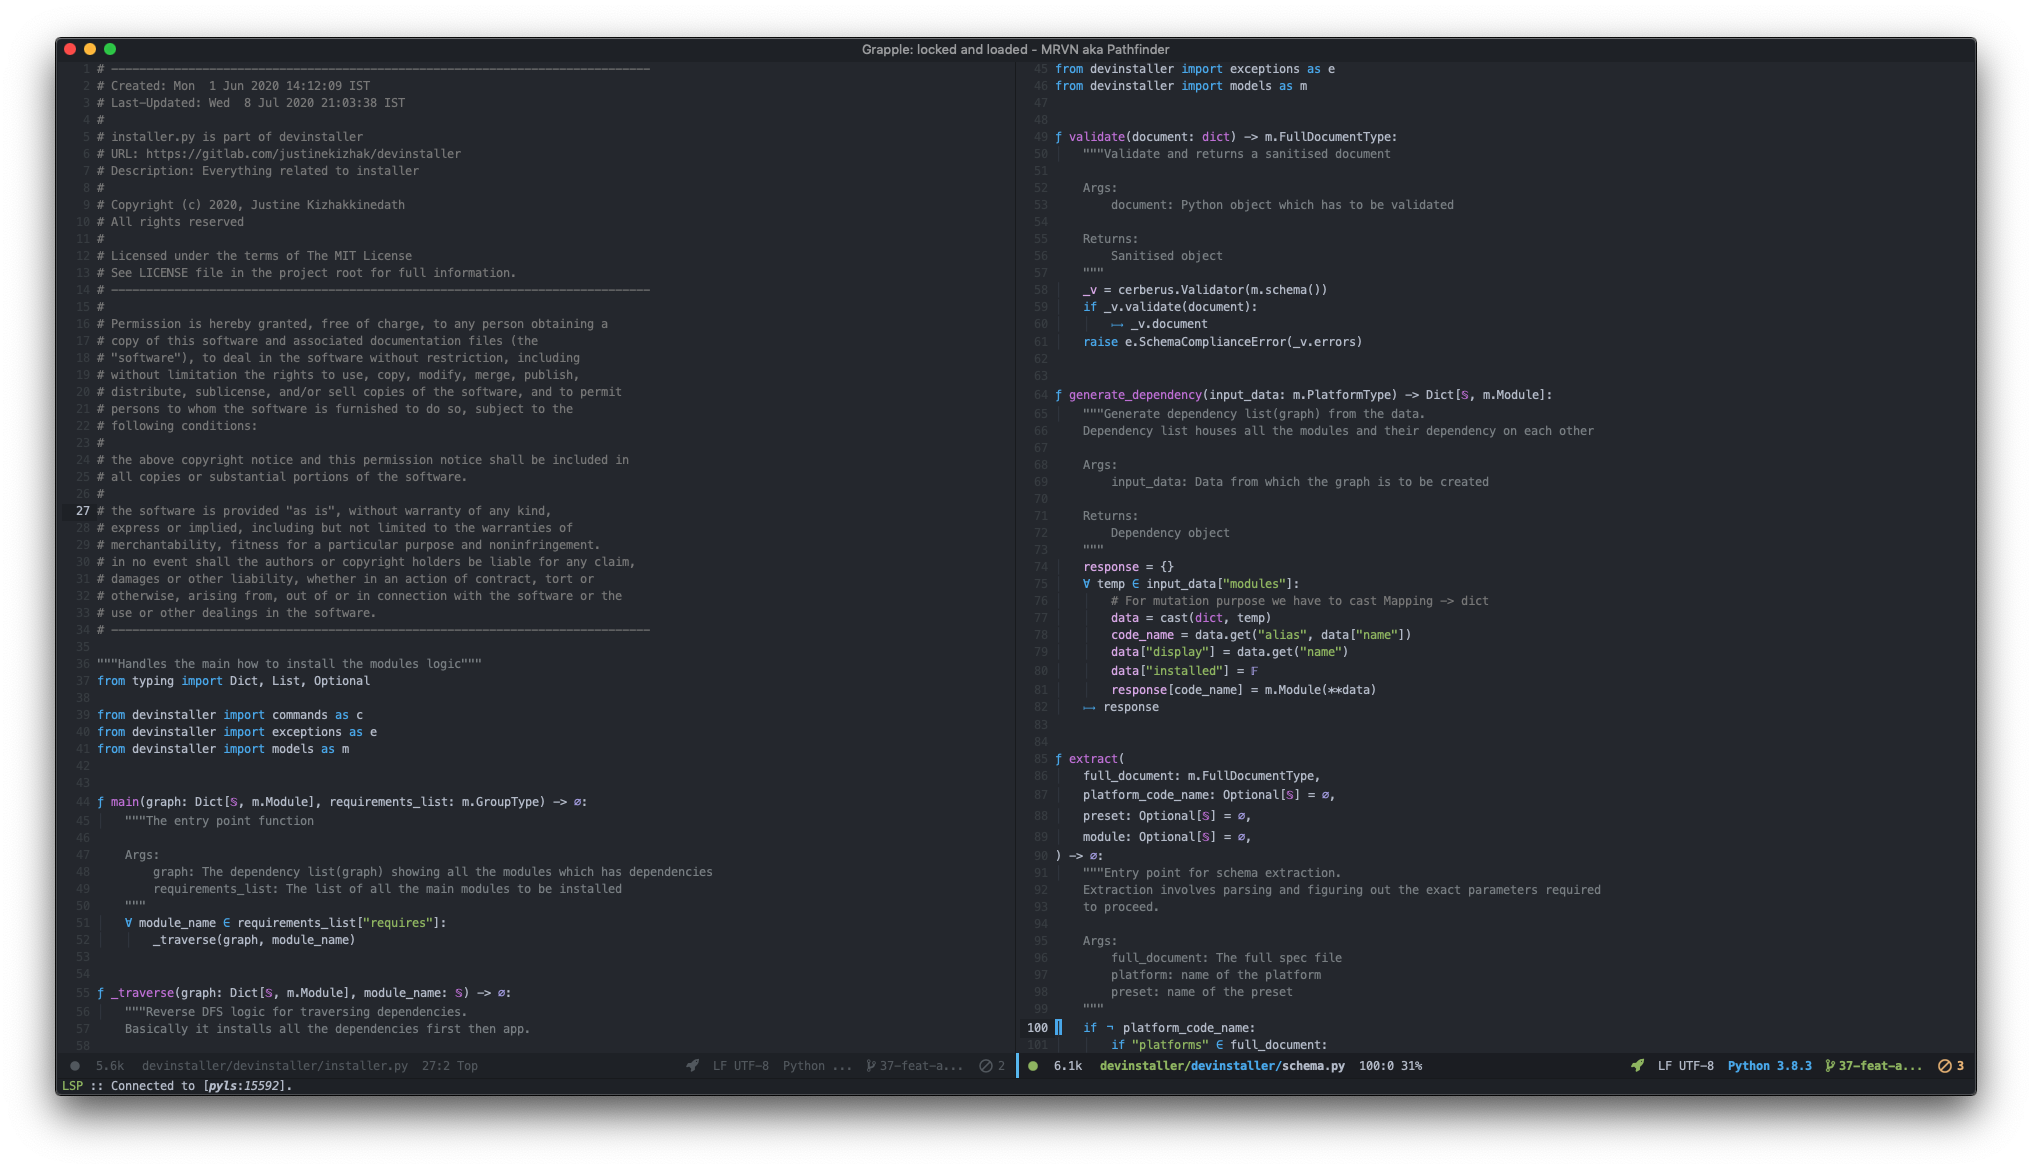 Grapple: locked and loaded - MRVN aka Pathfinder
1 # -----------------------------------------------------------------------------
2 # Created: Mon  1 Jun 2020 14:12:09 IST
3 # Last-Updated: Wed  8 Jul 2020 21:03:38 IST
4 #
5 # installer.py is part of devinstaller
6 # URL: https://gitlab.com/justinekizhak/devinstaller
7 # Description: Everything related to installer
8 #
9 # Copyright (c) 2020, Justine Kizhakkinedath
10 # All rights reserved
11 #
12 # Licensed under the terms of The MIT License
13 # See LICENSE file in the project root for full information.
14 # -----------------------------------------------------------------------------
15 #
16 # Permission is hereby granted, free of charge, to any person obtaining a
17 # copy of this software and associated documentation files (the
18 # "software"), to deal in the software without restriction, including
19 # without limitation the rights to use, copy, modify, merge, publish,
20 # distribute, sublicense, and/or sell copies of the software, and to permit
21 # persons to whom the software is furnished to do so, subject to the
22 # following conditions:
23 #
24 # the above copyright notice and this permission notice shall be included in
25 # all copies or substantial portions of the software.
26 #
27 # the software is provided "as is", without warranty of any kind,
28 # express or implied, including but not limited to the warranties of
29 # merchantability, fitness for a particular purpose and noninfringement.
30 # in no event shall the authors or copyright holders be liable for any claim,
31 # damages or other liability, whether in an action of contract, tort or
32 # otherwise, arising from, out of or in connection with the software or the
33 # use or other dealings in the software.
34 # -----------------------------------------------------------------------------
35
36 """Handles the main how to install the modules logic"""
37 from typing import Dict, List, Optional
38
39 from devinstaller import commands as c
40 from devinstaller import exceptions as e
41 from devinstaller import models as m
42
43
44 ƒ main(graph: Dict[𝕊, m.Module], requirements_list: m.GroupType) -> ∅:
45     """The entry point function
46
47     Args:
48         graph: The dependency list(graph) showing all the modules which has dependencies
49         requirements_list: The list of all the main modules to be installed
50     """
51     ∀ module_name ∈ requirements_list["requires"]:
52         _traverse(graph, module_name)
53
54
55 ƒ _traverse(graph: Dict[𝕊, m.Module], module_name: 𝕊) -> ∅:
56     """Reverse DFS logic for traversing dependencies.
57     Basically it installs all the dependencies first then app.
58
5.6k devinstaller/devinstaller/installer.py 27:2 Top LF UTF-8 Python ... 37-feat-a... 2
45 from devinstaller import exceptions as e
46 from devinstaller import models as m
47
48
49 ƒ validate(document: dict) -> m.FullDocumentType:
50     """Validate and returns a sanitised document
51
52     Args:
53         document: Python object which has to be validated
54
55     Returns:
56         Sanitised object
57     """
58     _v = cerberus.Validator(m.schema())
59     if _v.validate(document):
60         ⟼ _v.document
61     raise e.SchemaComplianceError(_v.errors)
62
63
64 ƒ generate_dependency(input_data: m.PlatformType) -> Dict[𝕊, m.Module]:
65     """Generate dependency list(graph) from the data.
66     Dependency list houses all the modules and their dependency on each other
67
68     Args:
69         input_data: Data from which the graph is to be created
70
71     Returns:
72         Dependency object
73     """
74     response = {}
75     ∀ temp ∈ input_data["modules"]:
76         # For mutation purpose we have to cast Mapping -> dict
77         data = cast(dict, temp)
78         code_name = data.get("alias", data["name"])
79         data["display"] = data.get("name")
80         data["installed"] = 𝔽
81         response[code_name] = m.Module(**data)
82     ⟼ response
83
84
85 ƒ extract(
86     full_document: m.FullDocumentType,
87     platform_code_name: Optional[𝕊] = ∅,
88     preset: Optional[𝕊] = ∅,
89     module: Optional[𝕊] = ∅,
90 ) -> ∅:
91     """Entry point for schema extraction.
92     Extraction involves parsing and figuring out the exact parameters required
93     to proceed.
94
95     Args:
96         full_document: The full spec file
97         platform: name of the platform
98         preset: name of the preset
99     """
100     if ¬ platform_code_name:
101         if "platforms" ∈ full_document:
6.1k devinstaller/devinstaller/schema.py 100:0 31% LF UTF-8 Python 3.8.3 37-feat-a... 3
LSP :: Connected to [pyls:15592].